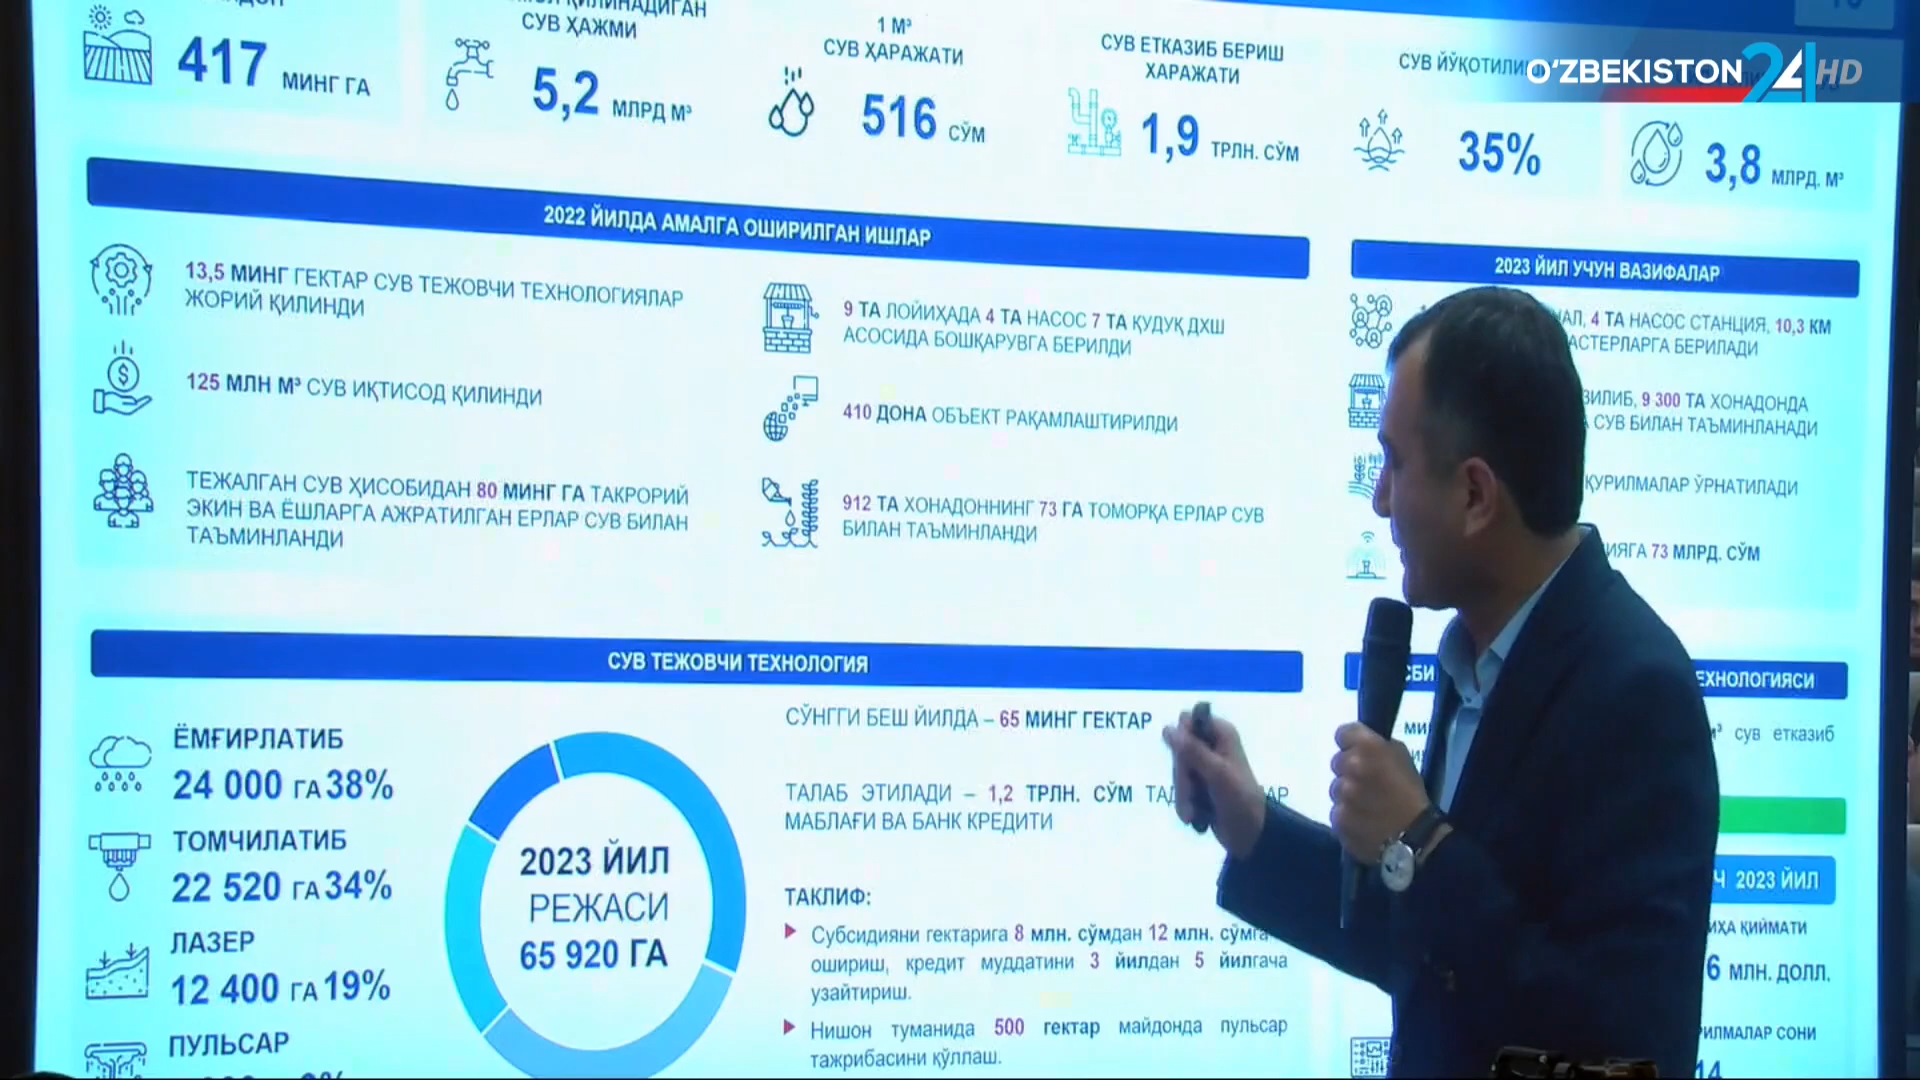 O‘ZBEKISTON 24 HD
417 МИНГ ГА
СУВ ҲАЖМИ
5,2 МЛРД М³
1 М³
СУВ ҲАРАЖАТИ
516 СЎМ
СУВ ЕТКАЗИБ БЕРИШ
ХАРАЖАТИ
1,9 ТРЛН. СЎМ
СУВ
35%
3,8 МЛРД. М³
2022 ЙИЛДА АМАЛГА ОШИРИЛГАН ИШЛАР
13,5 МИНГ ГЕКТАР СУВ ТЕЖОВЧИ ТЕХНОЛОГИЯЛАР
ЖОРИЙ ҚИЛИНДИ
125 МЛН М³ СУВ ИҚТИСОД ҚИЛИНДИ
ТЕЖАЛГАН СУВ ҲИСОБИДАН 80 МИНГ ГА ТАКРОРИЙ
ЭКИН ВА ЁШЛАРГА АЖРАТИЛГАН ЕРЛАР СУВ БИЛАН
ТАЪМИНЛАНДИ
9 ТА ЛОЙИҲАДА 4 ТА НАСОС 7 ТА ҚУДУҚ ДХШ
АСОСИДА БОШҚАРУВГА БЕРИЛДИ
410 ДОНА ОБЪЕКТ РАҚАМЛАШТИРИЛДИ
912 ТА ХОНАДОННИНГ 73 ГА ТОМОРҚА ЕРЛАР СУВ
БИЛАН ТАЪМИНЛАНДИ
2023 ЙИЛ УЧУН ВАЗИФАЛАР
4 ТА НАСОС СТАНЦИЯ, 10,3 КМ
БЕРИЛАДИ
9 300 ТА ХОНАДОНДА
СУВ БИЛАН ТАЪМИНЛАНАДИ
ҚУРИЛМАЛАР ЎРНАТИЛАДИ
73 МЛРД. СЎМ
СУВ ТЕЖОВЧИ ТЕХНОЛОГИЯ
ЁМҒИРЛАТИБ
24 000 ГА 38%
ТОМЧИЛАТИБ
22 520 ГА 34%
ЛАЗЕР
12 400 ГА 19%
ПУЛЬСАР
2023 ЙИЛ
РЕЖАСИ
65 920 ГА
СЎНГГИ БЕШ ЙИЛДА – 65 МИНГ ГЕКТАР
ТАЛАБ ЭТИЛАДИ – 1,2 ТРЛН. СЎМ
МАБЛАҒИ ВА БАНК КРЕДИТИ
ТАКЛИФ:
Субсидияни гектарига 8 млн. сўмдан 12 млн. сўмга
ошириш, кредит муддатини 3 йилдан 5 йилгача
узайтириш.
Нишон туманида 500 гектар майдонда пульсар
тажрибасини қўллаш.
сув етказиб
2023 ЙИЛ
ҚИЙМАТИ
МЛН. ДОЛЛ.
СОНИ